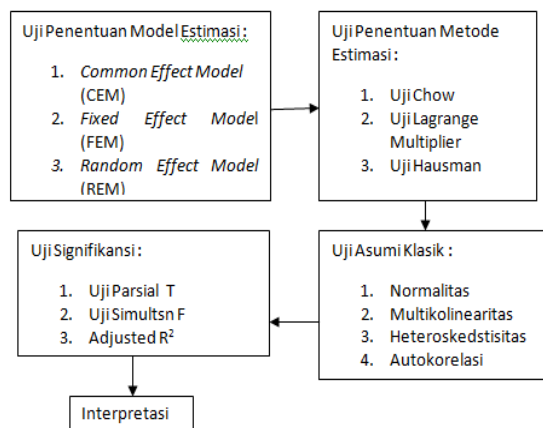 Uji Penentuan Model Estimasi :
1. Common Effect Model
(CEM)
2. Fixed Effect Model
(FEM)
3. Random Effect Model
(REM)
Uji Penentuan Metode
Estimasi :
1. Uji Chow
2. Uji Lagrange
Multiplier
3. Uji Hausman
Uji Asumi Klasik :
1. Normalitas
2. Multikolinearitas
3. Heteroskedstisitas
4. Autokorelasi
Uji Signifikansi :
1. Uji Parsial T
2. Uji Simultsn F
3. Adjusted R²
Interpretasi